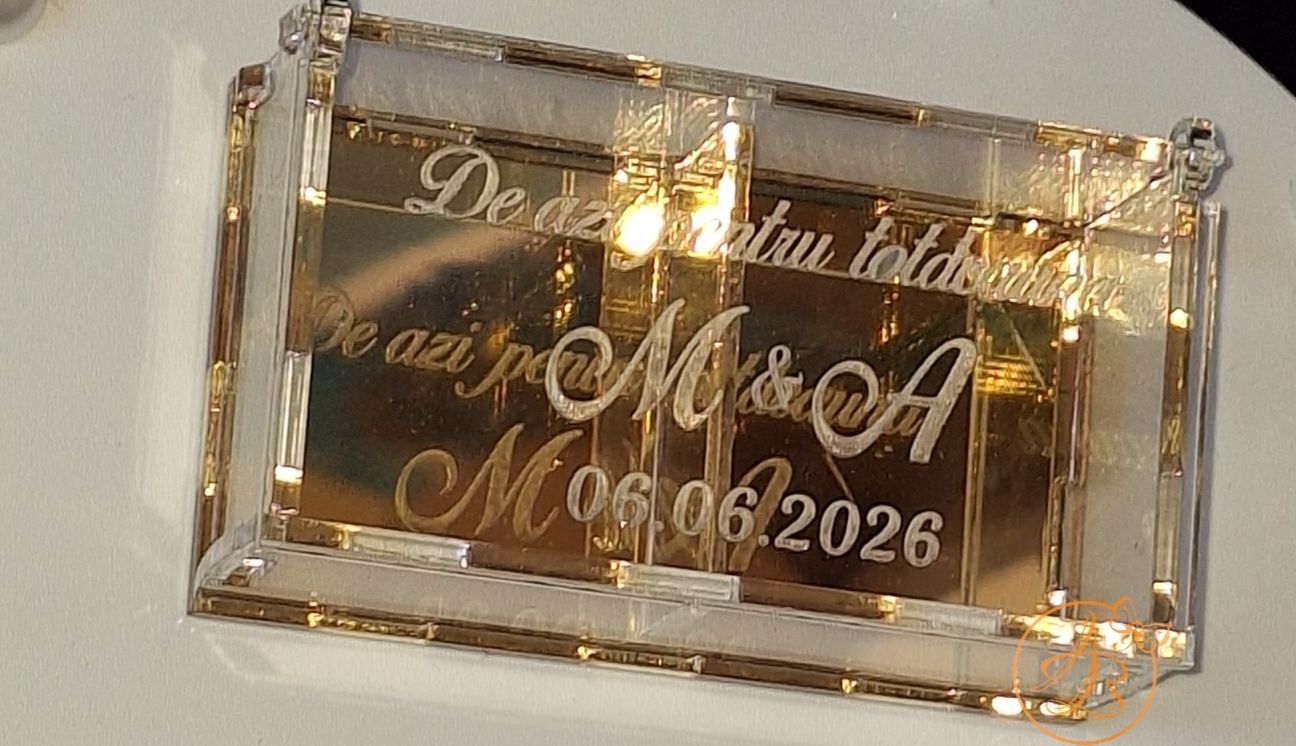 De azi pentru totdeauna
M & A
06.06.2026